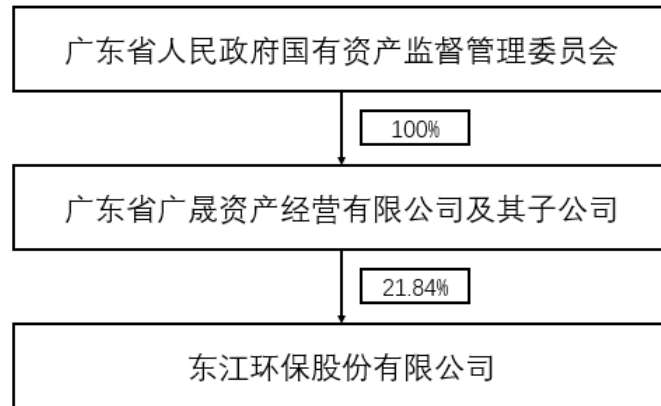 广东省人民政府国有资产监督管理委员会
100%
广东省广晟资产经营有限公司及其子公司
21.84%
东江环保股份有限公司